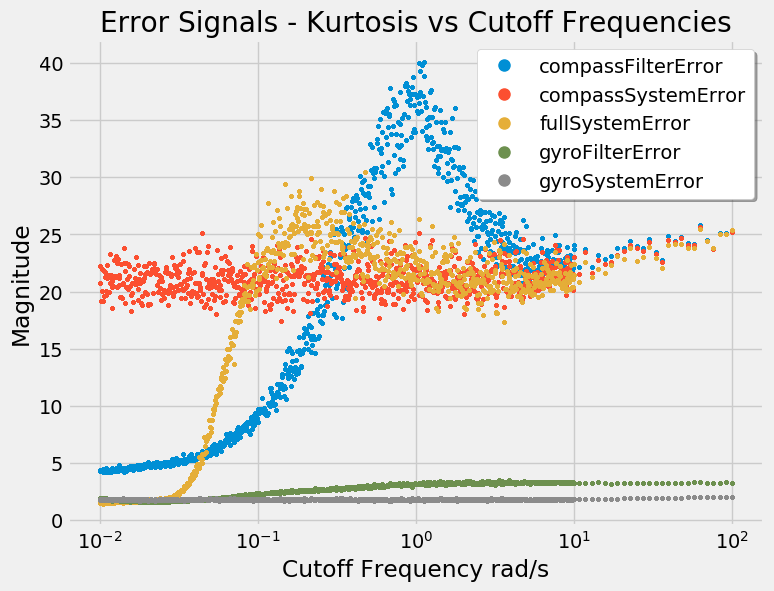 Error Signals - Kurtosis vs Cutoff Frequencies
compassFilterError
compassSystemError
fullSystemError
gyroFilterError
gyroSystemError
Magnitude
40
35
30
25
20
15
10
5
0
10⁻² 10⁻¹ 10⁰ 10¹ 10²
Cutoff Frequency rad/s